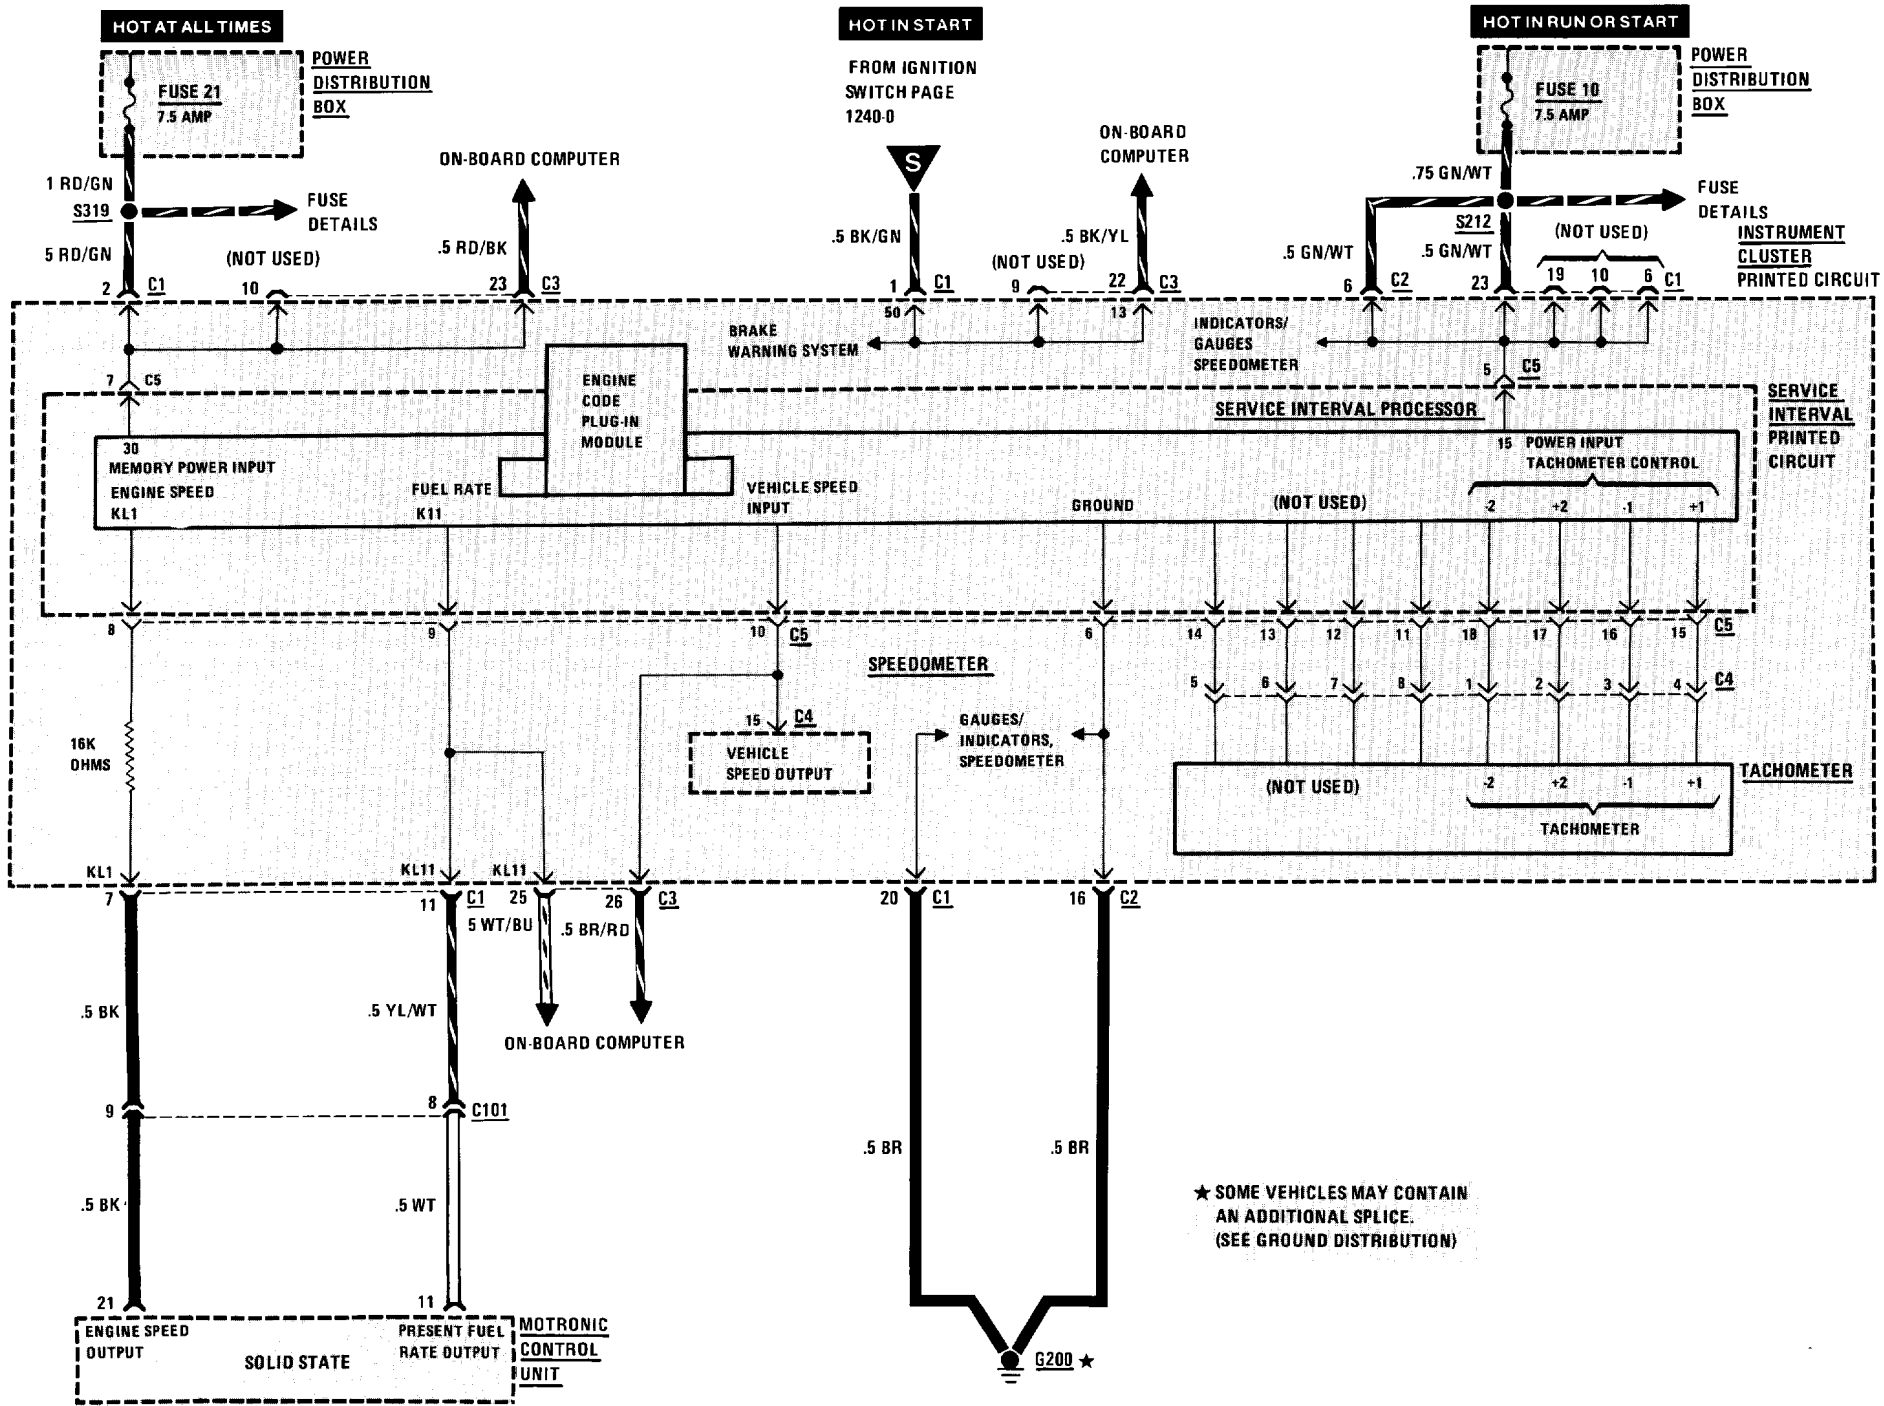 HOT AT ALL TIMES
HOT IN START
HOT IN RUN OR START
POWER
DISTRIBUTION
BOX
FUSE 21
7.5 AMP
FROM IGNITION
SWITCH PAGE
1240-0
S
POWER
DISTRIBUTION
BOX
FUSE 10
7.5 AMP
ON-BOARD COMPUTER
ON-BOARD
COMPUTER
1 RD/GN
S319
FUSE
DETAILS
5 RD/GN
(NOT USED)
.5 RD/BK
.5 BK/GN
(NOT USED)
.5 BK/YL
.75 GN/WT
S212
FUSE
DETAILS
.5 GN/WT
.5 GN/WT
(NOT USED)
INSTRUMENT
CLUSTER
PRINTED CIRCUIT
2 C1
10
23 C3
1 C1
9
22 C3
6 C2
23
19
10
6 C1
50
13
BRAKE
WARNING SYSTEM
INDICATORS/
GAUGES
SPEEDOMETER
7 C5
5 C5
ENGINE
CODE
PLUG-IN
MODULE
SERVICE INTERVAL PROCESSOR
SERVICE
INTERVAL
PRINTED
CIRCUIT
30
MEMORY POWER INPUT
ENGINE SPEED
KL1
FUEL RATE
K11
VEHICLE SPEED
INPUT
GROUND
(NOT USED)
15 POWER INPUT
TACHOMETER CONTROL
-2 +2 -1 +1
8
9
10 C5
6
14 13 12 11 18 17 16 15 C5
SPEEDOMETER
5 6 7 8 1 2 3 4 C4
16K
OHMS
15 C4
VEHICLE
SPEED OUTPUT
GAUGES/
INDICATORS,
SPEEDOMETER
(NOT USED)
-2 +2 -1 +1
TACHOMETER
TACHOMETER
KL1
KL11
KL11
7
11 C1
25
26 C3
20 C1
16 C2
5 WT/BU
.5 BR/RD
.5 BK
.5 YL/WT
ON-BOARD COMPUTER
9
8 C101
.5 BR
.5 BR
.5 BK
.5 WT
★ SOME VEHICLES MAY CONTAIN
AN ADDITIONAL SPLICE.
(SEE GROUND DISTRIBUTION)
21
11
ENGINE SPEED
OUTPUT
SOLID STATE
PRESENT FUEL
RATE OUTPUT
MOTRONIC
CONTROL
UNIT
G200 ★